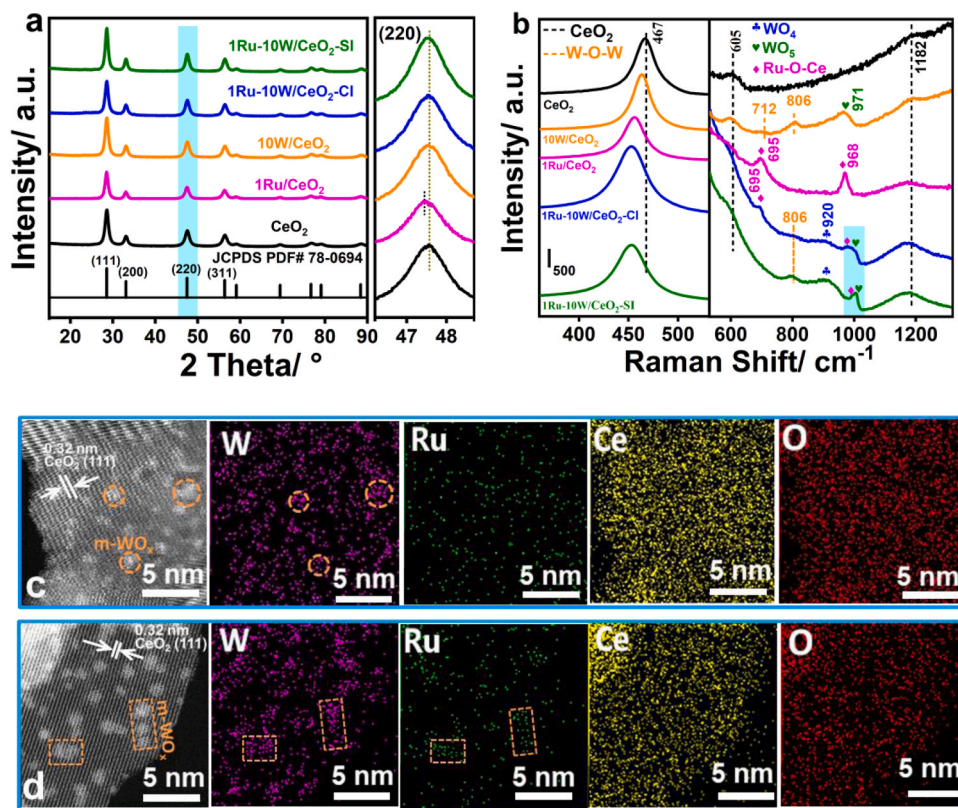 a
Intensity/ a.u.
1Ru-10W/CeO₂-SI
1Ru-10W/CeO₂-CI
10W/CeO₂
1Ru/CeO₂
CeO₂
JCPDS PDF# 78-0694
(111)
(200)
(220)
(311)
15 20 30 40 50 60 70 80 90
2 Theta/ °
(220)
47 48
b
Intensity/ a.u.
CeO₂
W-O-W
467
CeO₂
10W/CeO₂
1Ru/CeO₂
1Ru-10W/CeO₂-CI
I₅₀₀
1Ru-10W/CeO₂-SI
400 450 500
605
♣ WO₄
♥ WO₅
♦ Ru-O-Ce
1182
712
806
♥ 971
♦ 695
♦ 968
695 ♦
920
♣
♦ ♥
806
♣
♦ ♥
600 800 1000 1200
Raman Shift/ cm⁻¹
0.32 nm
CeO₂ (111)
m-WOₓ
5 nm
c
W
5 nm
Ru
5 nm
Ce
5 nm
O
5 nm
0.32 nm
CeO₂ (111)
m-WOₓ
5 nm
d
W
5 nm
Ru
5 nm
Ce
5 nm
O
5 nm